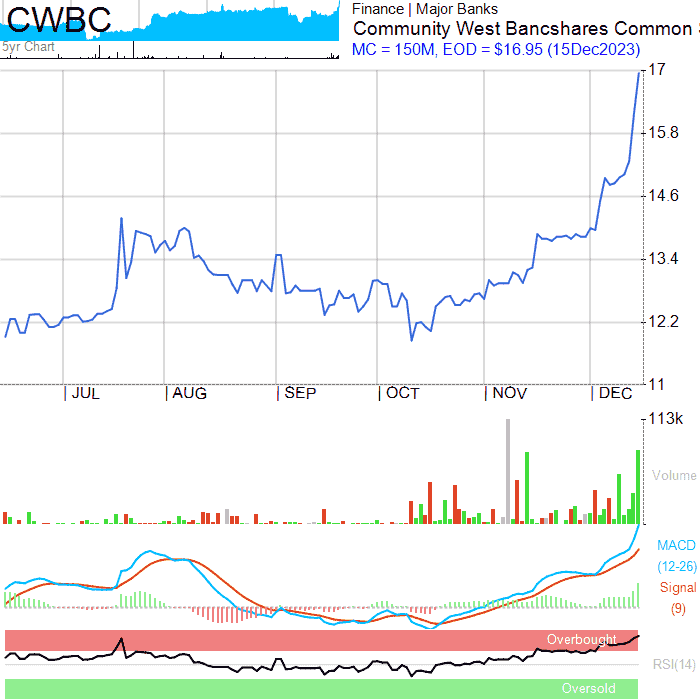 CWBC
5yr Chart
Finance | Major Banks
Community West Bancshares Common
MC = 150M, EOD = $16.95 (15Dec2023)
17
15.8
14.6
13.4
12.2
11
JUL AUG SEP OCT NOV DEC
113k
Volume
MACD
(12-26)
Signal
(9)
Overbought
RSI(14)
Oversold